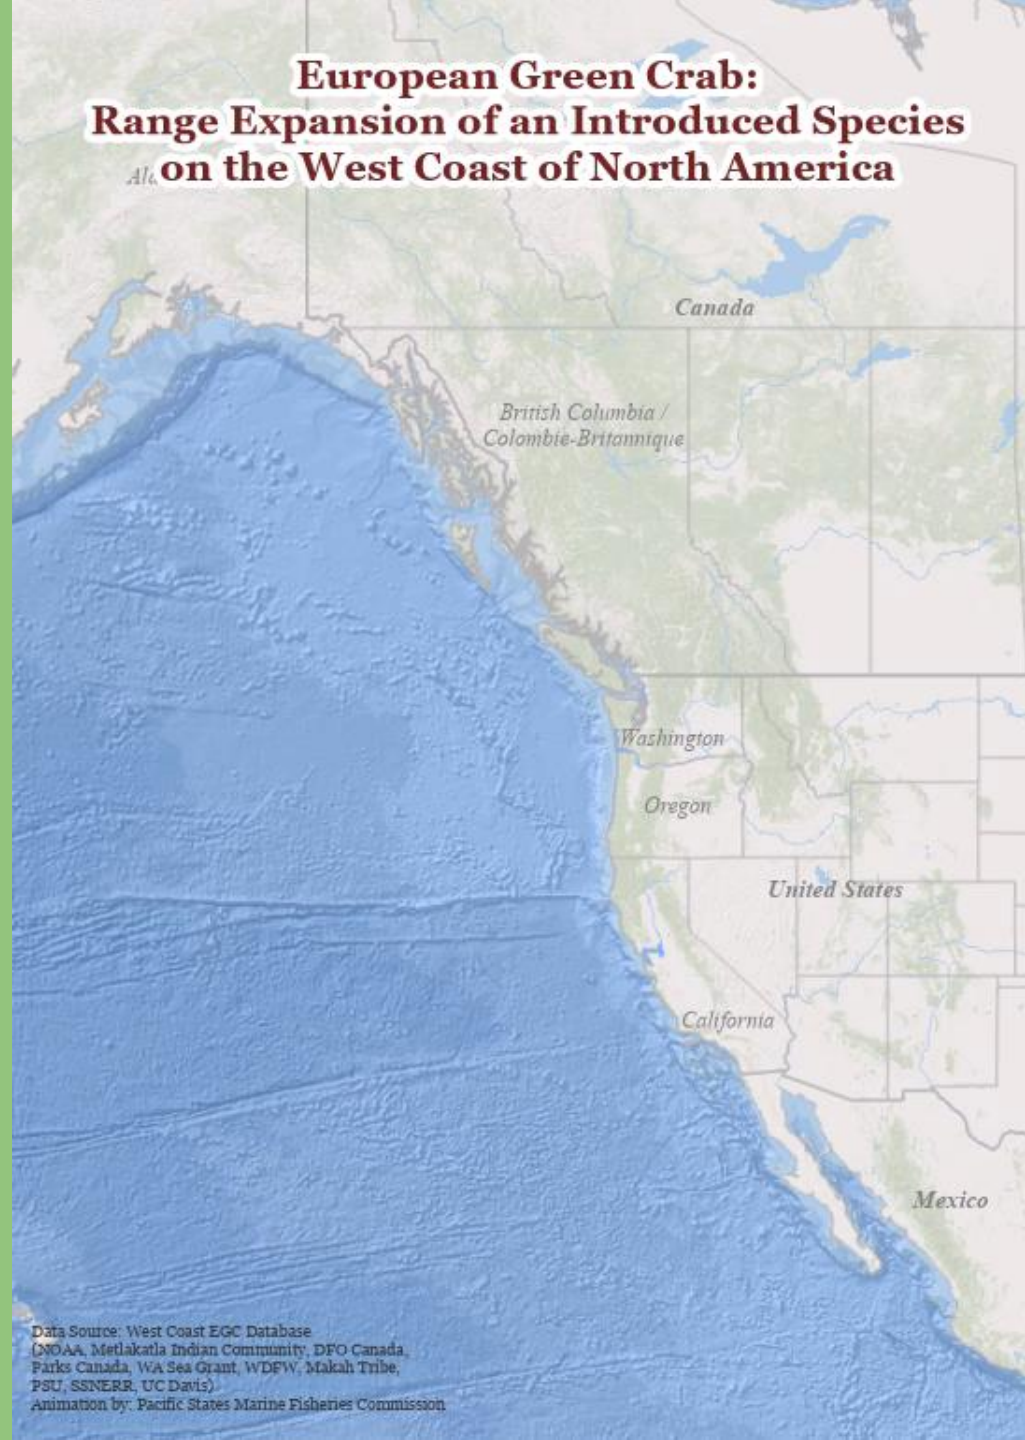 European Green Crab:
Range Expansion of an Introduced Species
on the West Coast of North America
Canada
British Columbia /
Colombie-Britannique
Washington
Oregon
United States
California
Mexico
Data Source: West Coast EGC Database
(NOAA, Metlakatla Indian Community, DFO Canada,
Parks Canada, WA Sea Grant, WDFW, Makah Tribe,
PSU, SSNERR, UC Davis)
Animation by: Pacific States Marine Fisheries Commission